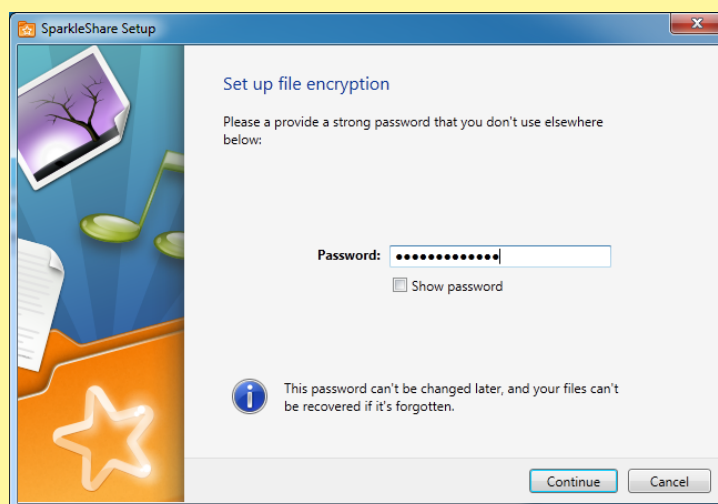 SparkleShare Setup
Set up file encryption
Please a provide a strong password that you don't use elsewhere
below:
Password: •••••••••••••
Show password
This password can't be changed later, and your files can't
be recovered if it's forgotten.
Continue Cancel